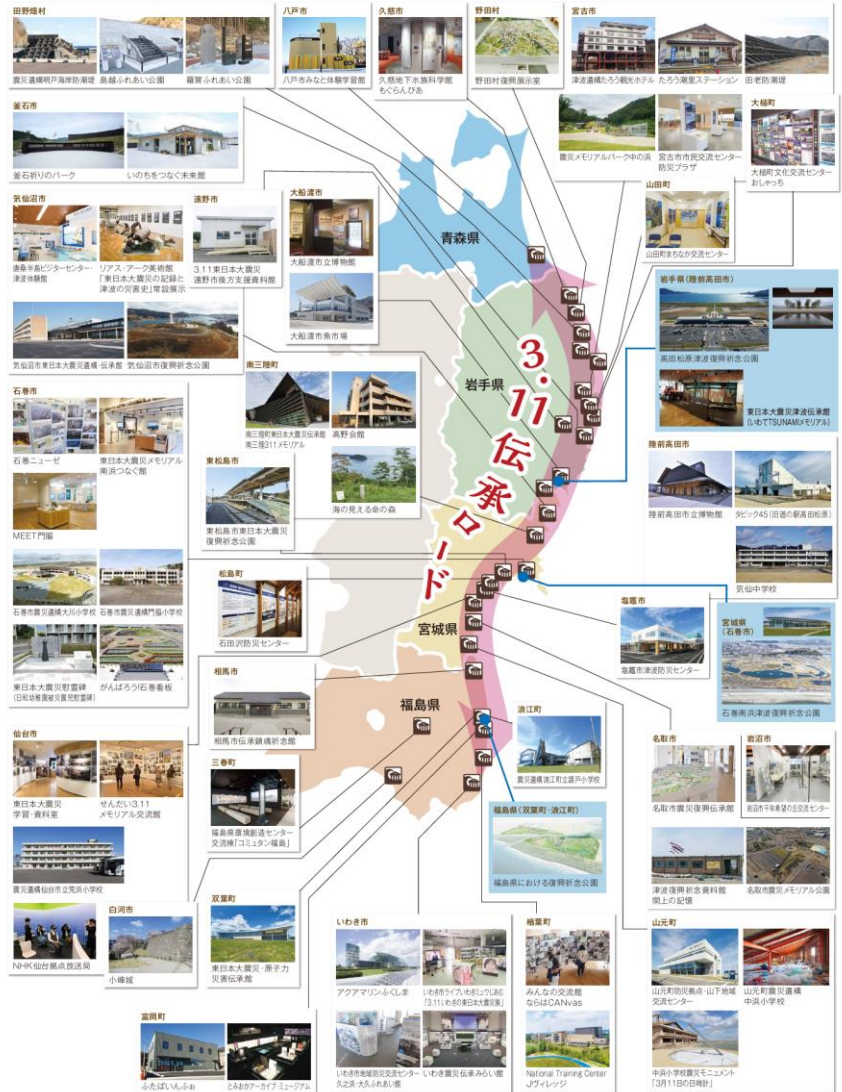 田野畑村
震災遺構明戸海岸防潮堤
島越ふれあい公園
羅賀ふれあい公園
八戸市
八戸市みなと体験学習館
久慈市
久慈地下水族科学館
もぐらんぴあ
野田村
野田村復興展示室
宮古市
津波遺構たろう観光ホテル
たろう潮里ステーション
田老防潮堤
震災メモリアルパーク中の浜
宮古市市民交流センター
防災プラザ
大槌町
大槌町文化交流センター
おしゃっち
釜石市
釜石祈りのパーク
いのちをつなぐ未来館
山田町
山田町まちなか交流センター
気仙沼市
唐桑半島ビジターセンター・
津波体験館
リアス・アーク美術館
「東日本大震災の記録と
津波の災害史」常設展示
気仙沼市東日本大震災遺構・伝承館
気仙沼市復興祈念公園
遠野市
3.11東日本大震災
遠野市後方支援資料館
大船渡市
大船渡市立博物館
大船渡市魚市場
青森県
岩手県
宮城県
福島県
3.11伝承ロード
岩手県(陸前高田市)
高田松原津波復興祈念公園
東日本大震災津波伝承館
(いわてTSUNAMIメモリアル)
陸前高田市
陸前高田市立博物館
タピック45(旧道の駅高田松原)
気仙中学校
石巻市
石巻ニューゼ
東日本大震災メモリアル
南浜つなぐ館
MEET門脇
石巻市震災遺構大川小学校
石巻市震災遺構門脇小学校
東日本大震災慰霊碑
(日和幼稚園被災園児慰霊碑)
がんばろう!石巻看板
南三陸町
南三陸町東日本大震災伝承館
南三陸311メモリアル
高野会館
海の見える命の森
東松島市
東松島市東日本大震災
復興祈念公園
松島町
石田沢防災センター
塩竈市
塩竈市津波防災センター
宮城県
(石巻市)
石巻南浜津波復興祈念公園
相馬市
相馬市伝承鎮魂祈念館
浪江町
震災遺構浪江町立請戸小学校
仙台市
東日本大震災
学習・資料室
せんだい3.11
メモリアル交流館
震災遺構仙台市立荒浜小学校
NHK仙台拠点放送局
三春町
福島県環境創造センター
交流棟「コミュタン福島」
福島県(双葉町・浪江町)
福島県における復興祈念公園
名取市
名取市震災復興伝承館
津波復興祈念資料館
閖上の記憶
名取市震災メモリアル公園
岩沼市
岩沼市千年希望の丘交流センター
白河市
小峰城
双葉町
東日本大震災・原子力
災害伝承館
いわき市
アクアマリンふくしま
いわき市ライブいわきミュウじあむ
「3.11いわきの東日本大震災展」
いわき市地域防災交流センター
久之浜・大久ふれあい館
いわき震災伝承みらい館
楢葉町
みんなの交流館
ならはCANvas
National Training Center
Jヴィレッジ
山元町
山元町防災拠点・山下地域
交流センター
山元町震災遺構
中浜小学校
中浜小学校震災モニュメント
「3月11日の日時計」
富岡町
ふたばいんふぉ
とみおかアーカイブ・ミュージアム